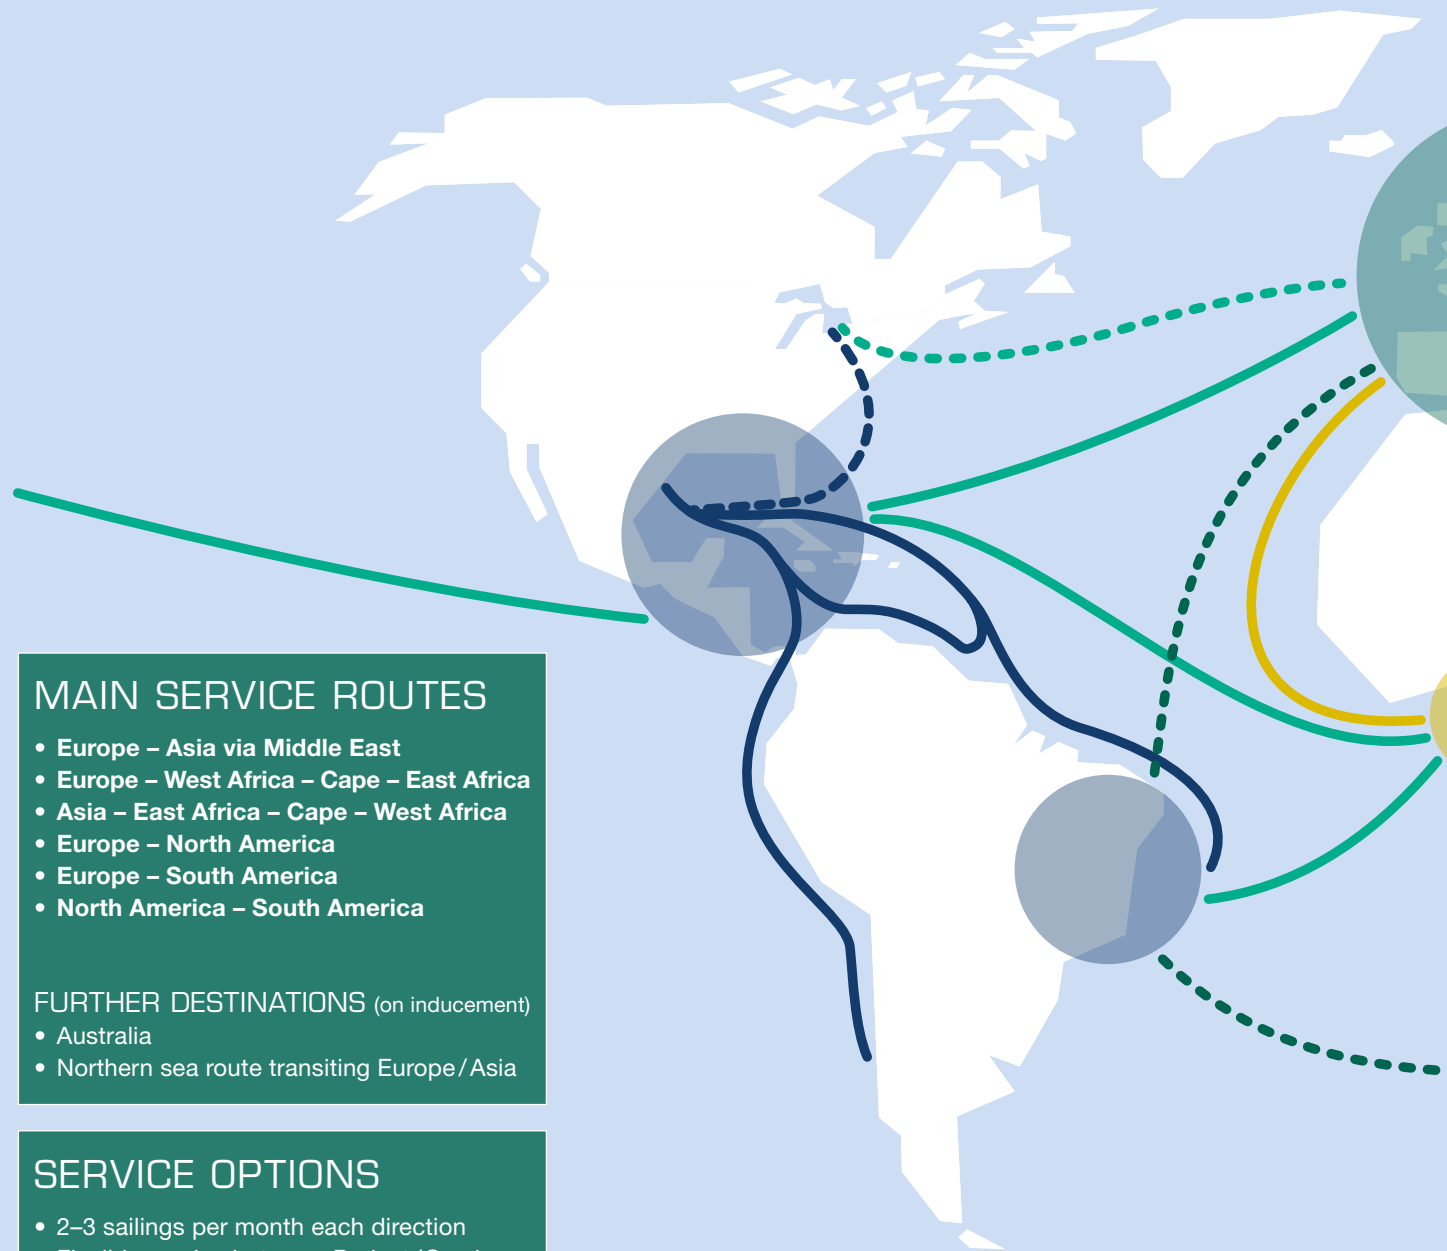 MAIN SERVICE ROUTES
• Europe – Asia via Middle East
• Europe – West Africa – Cape – East Africa
• Asia – East Africa – Cape – West Africa
• Europe – North America
• Europe – South America
• North America – South America
FURTHER DESTINATIONS (on inducement)
• Australia
• Northern sea route transiting Europe/Asia
SERVICE OPTIONS
• 2–3 sailings per month each direction